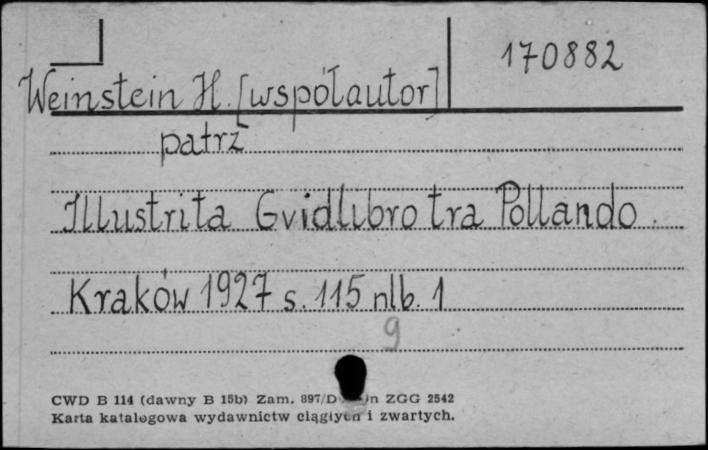 170882
Weinstein H. [współautor]
patrz
Illustrita Gvidlibro tra Pollando.
Kraków 1927 s. 115 nlb. 1
9
CWD B 114 (dawny B 15b) Zam. 897/D ZGG 2542
Karta katalogowa wydawnictw ciągłych i zwartych.